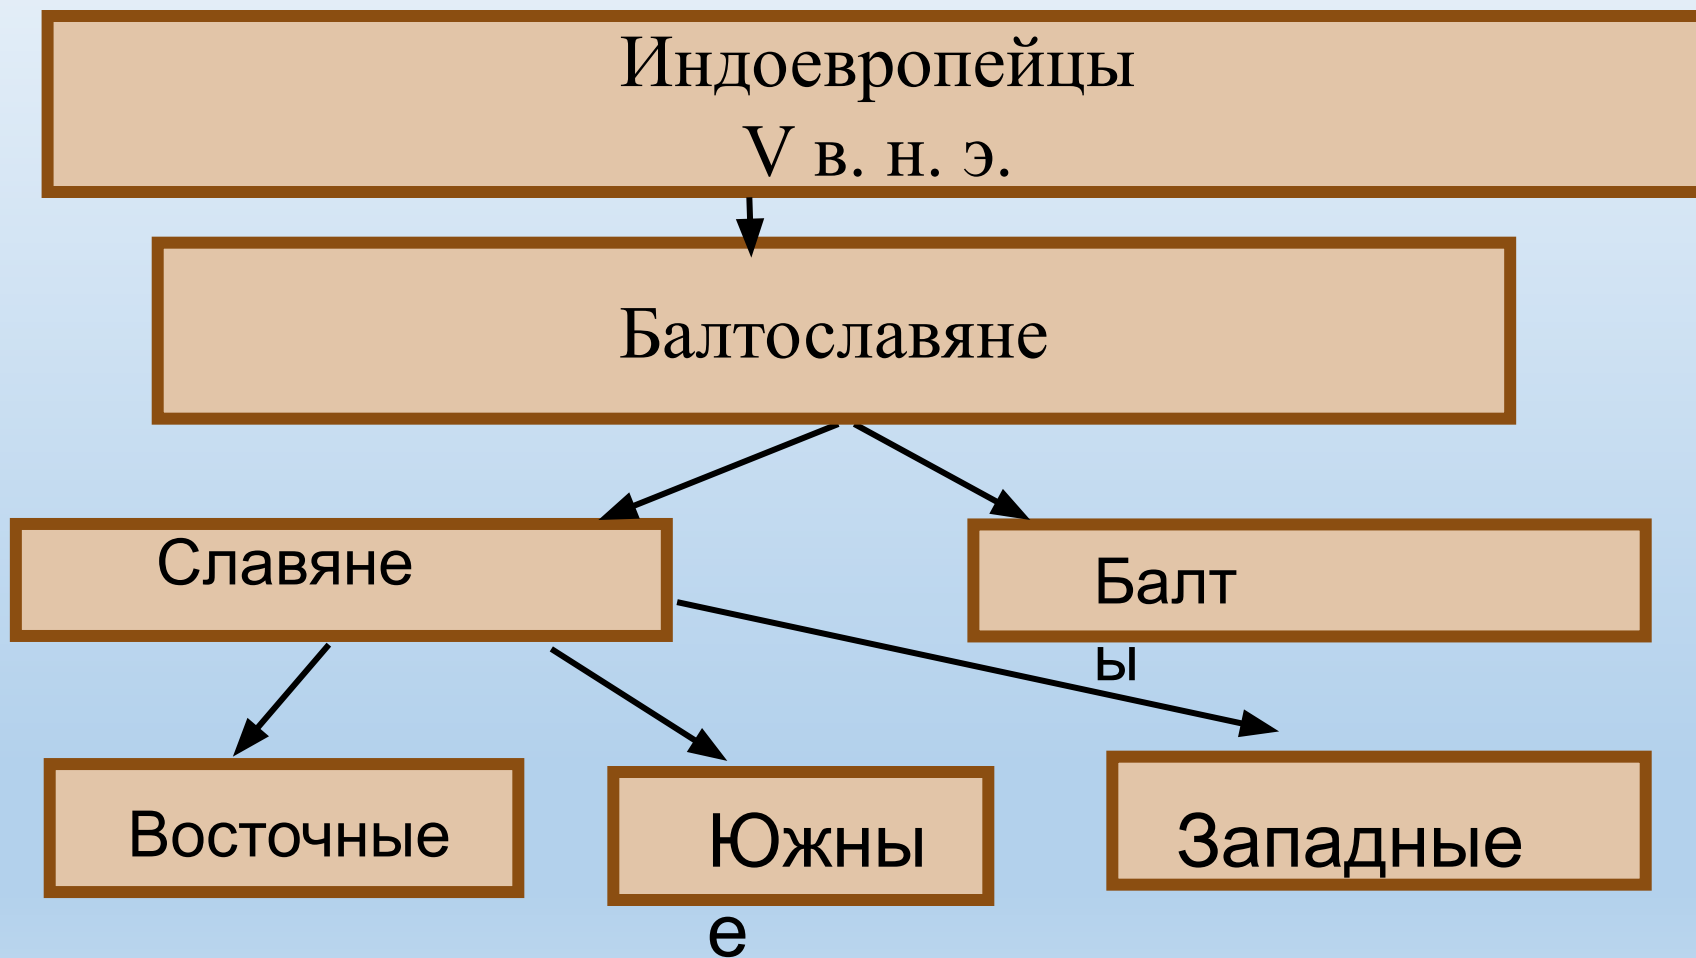 Индоевропейцы
V в. н. э.
Балтославяне
Славяне
Балт
ы
Восточные
Южны
е
Западные